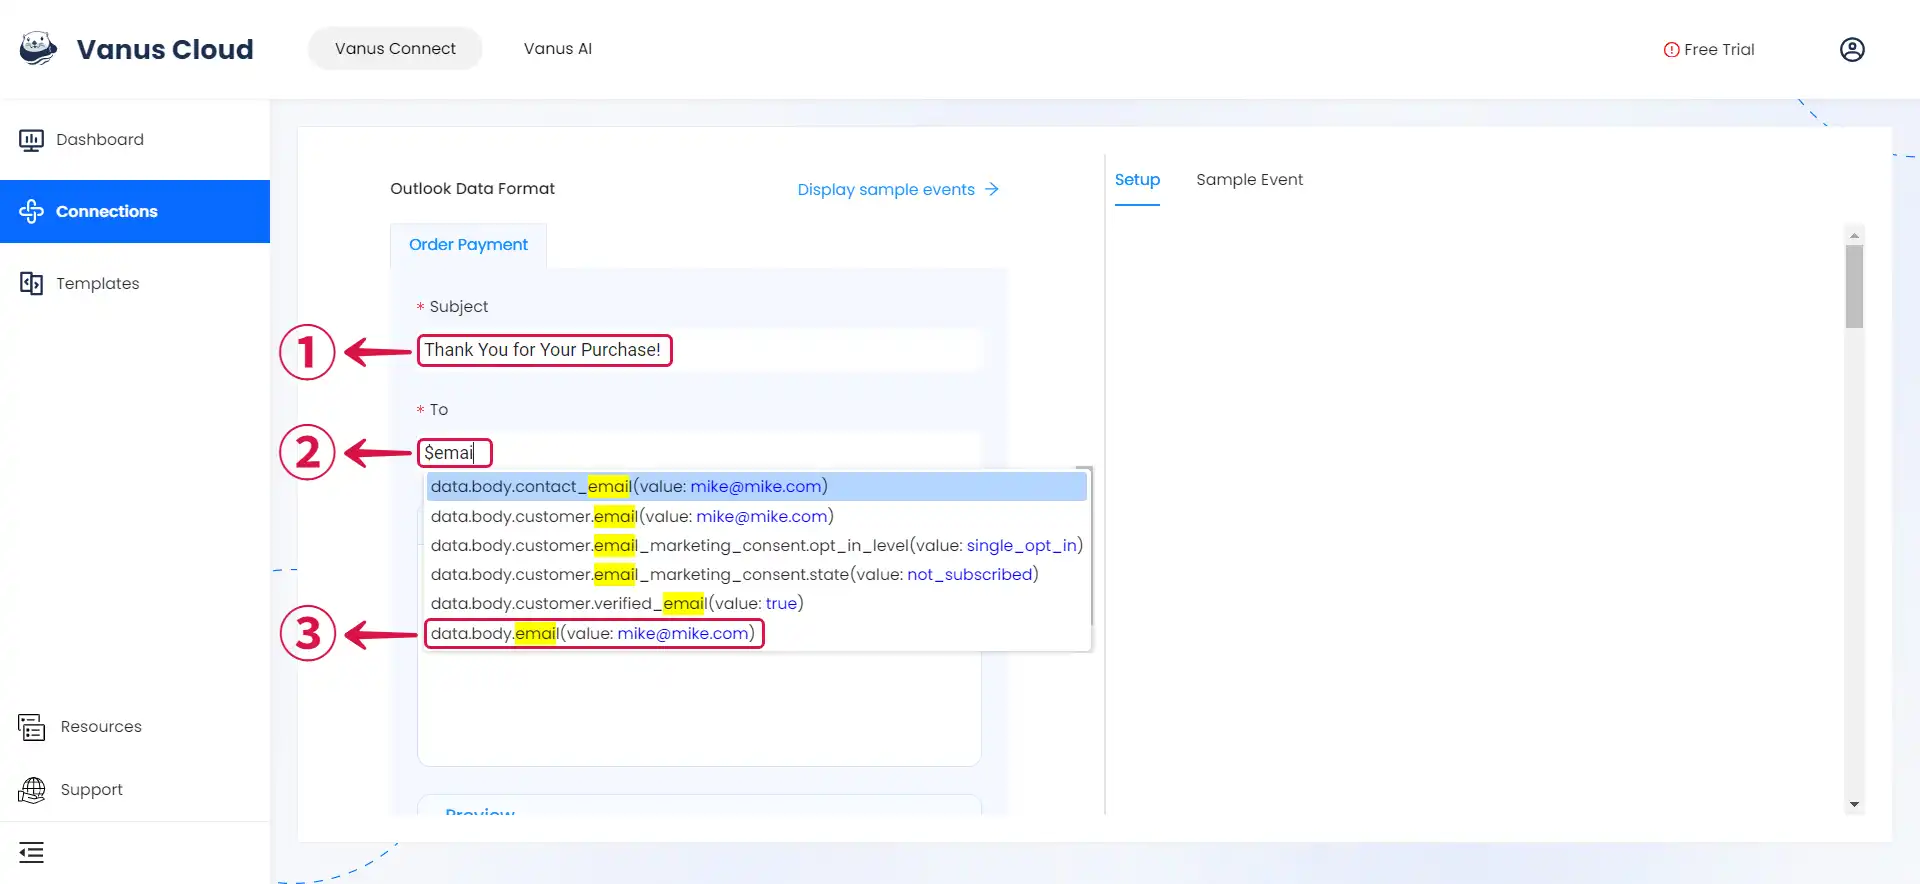 Vanus Cloud
Vanus Connect
Vanus AI
Free Trial
Dashboard
Connections
Templates
Resources
Support
Outlook Data Format
Display sample events
Order Payment
* Subject
1
Thank You for Your Purchase!
* To
2
$emai
data.body.contact_email(value: mike@mike.com)
data.body.customer.email(value: mike@mike.com)
data.body.customer.email_marketing_consent.opt_in_level(value: single_opt_in)
data.body.customer.email_marketing_consent.state(value: not_subscribed)
data.body.customer.verified_email(value: true)
3
data.body.email(value: mike@mike.com)
Preview
Setup
Sample Event